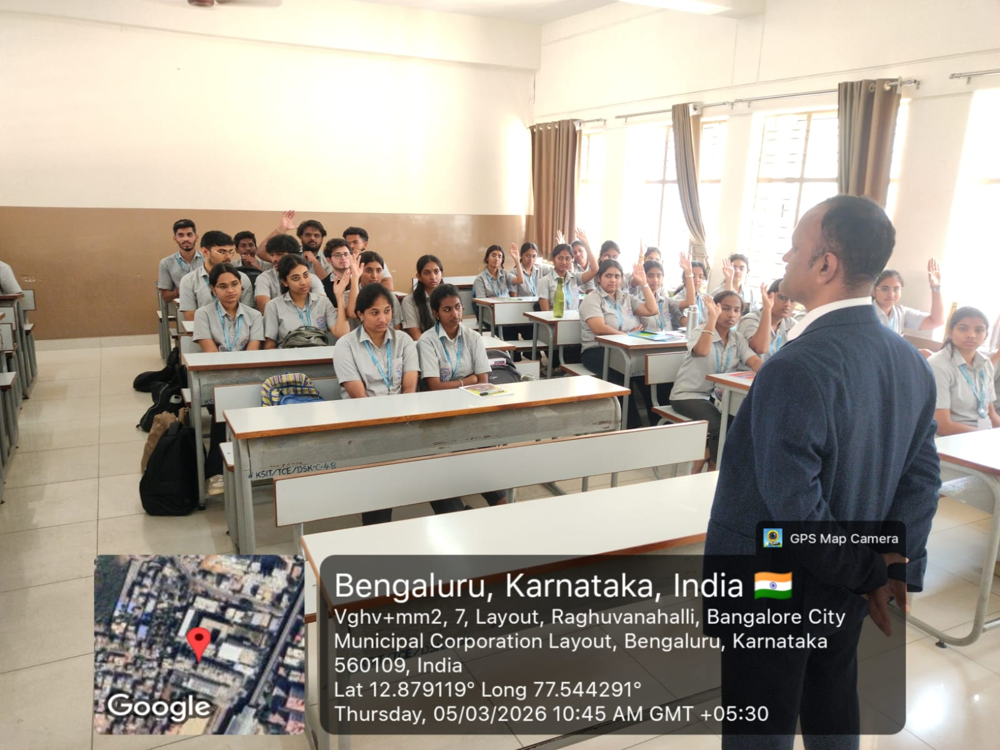 KSIT/TCE/DSK-C-48
GPS Map Camera
Bengaluru, Karnataka, India 🇮🇳
Vghv+mm2, 7, Layout, Raghuvanahalli, Bangalore City
Municipal Corporation Layout, Bengaluru, Karnataka
560109, India
Lat 12.879119° Long 77.544291°
Thursday, 05/03/2026 10:45 AM GMT +05:30
Google